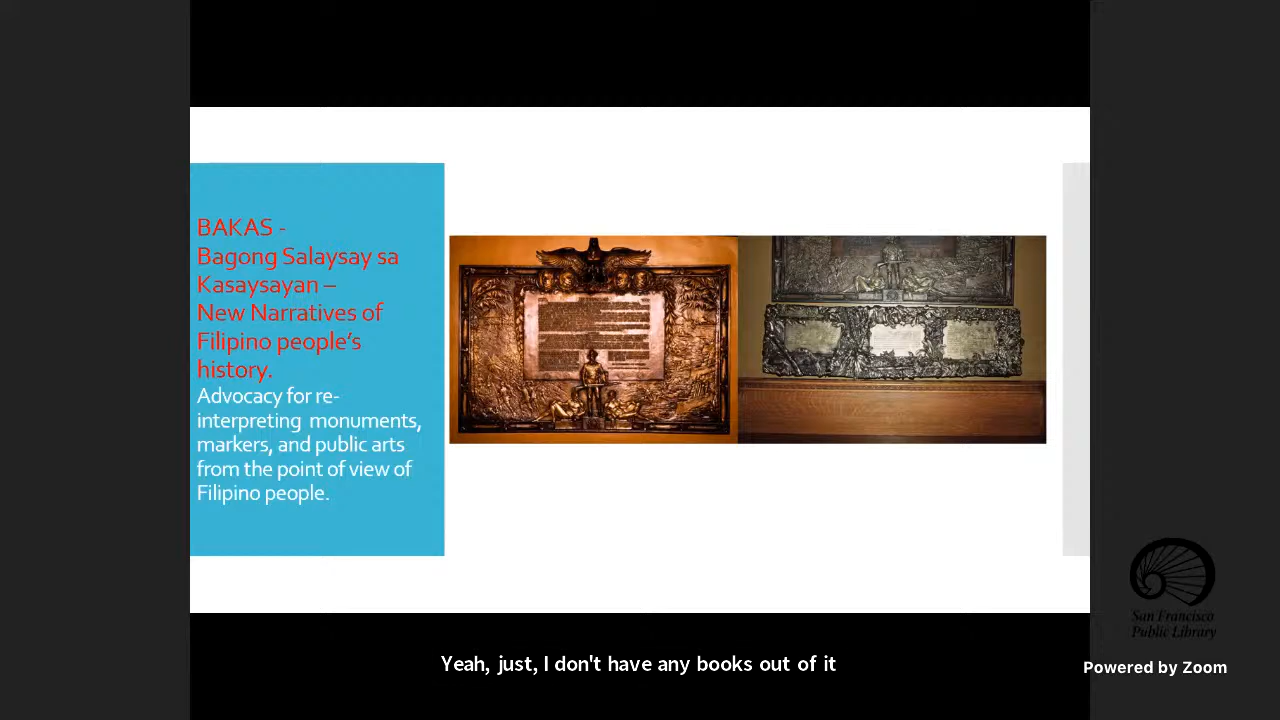 BAKAS -
Bagong Salaysay sa
Kasaysayan –
New Narratives of
Filipino people's
history.
Advocacy for re-
interpreting monuments,
markers, and public arts
from the point of view of
Filipino people.
San Francisco
Public Library
Yeah, just, I don't have any books out of it
Powered by Zoom